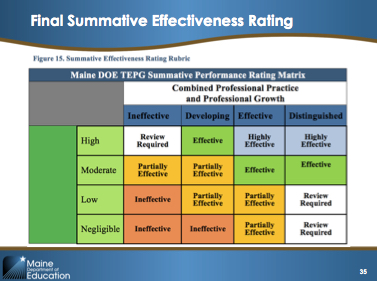 Final Summative Effectiveness Rating
Figure 15. Summative Effectiveness Rating Rubric
Maine DOE TEPG Summative Performance Rating Matrix
Combined Professional Practice
and Professional Growth
Ineffective Developing Effective Distinguished
High Review Required Effective Highly Effective Highly Effective
Moderate Partially Effective Partially Effective Effective Effective
Low Ineffective Partially Effective Partially Effective Review Required
Negligible Ineffective Ineffective Partially Effective Review Required
Maine
Department of
Education
35